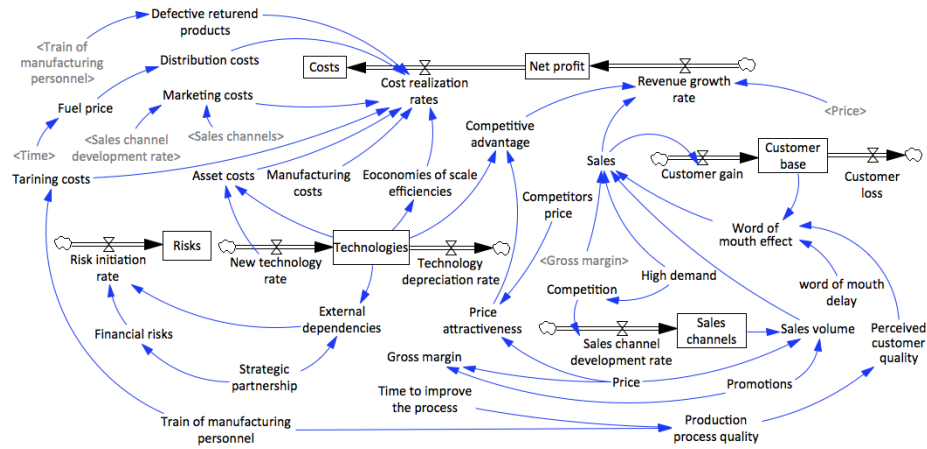 Defective returend
products
<Train of
manufacturing
personnel>
Distribution costs
Costs
Net profit
Cost realization
rates
Revenue growth
rate
Marketing costs
Fuel price
<Price>
<Sales channel
development rate>
<Sales channels>
Competitive
advantage
<Time>
Tarining costs
Asset costs
Manufacturing
costs
Economies of scale
efficiencies
Sales
Customer gain
Customer
base
Customer
loss
Competitors
price
Word of
mouth effect
Risks
Risk initiation
rate
New technology
rate
Technologies
Technology
depreciation rate
<Gross margin>
High demand
Competition
word of mouth
delay
External
dependencies
Price
attractiveness
Financial risks
Sales channel
development rate
Sales
channels
Sales volume
Perceived
customer
quality
Strategic
partnership
Gross margin
Price
Promotions
Time to improve
the process
Train of manufacturing
personnel
Production
process quality